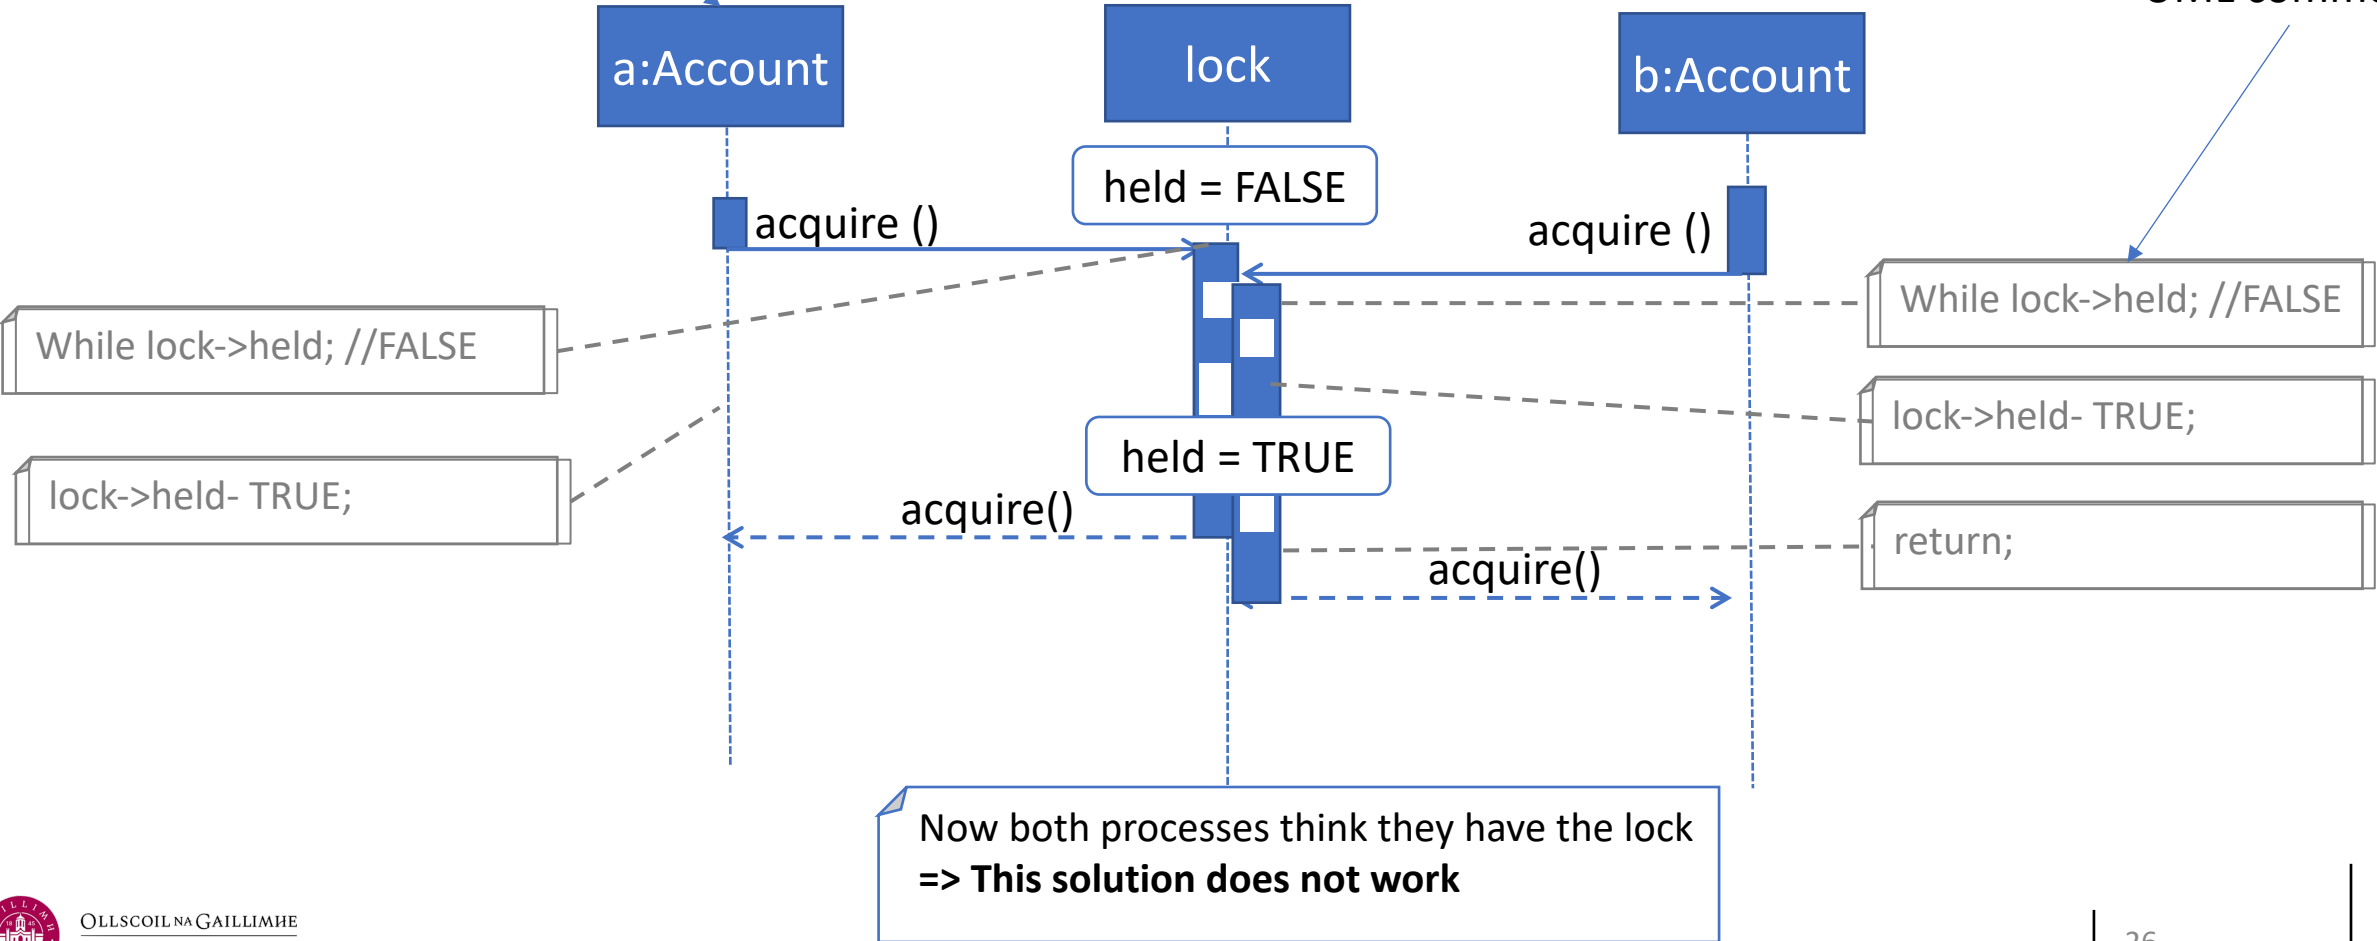 a:Account
lock
b:Account
held = FALSE
acquire ()
acquire ()
While lock->held; //FALSE
While lock->held; //FALSE
lock->held- TRUE;
held = TRUE
lock->held- TRUE;
acquire()
return;
acquire()
Now both processes think they have the lock
=> This solution does not work
OLLSCOIL NA GAILLIMHE